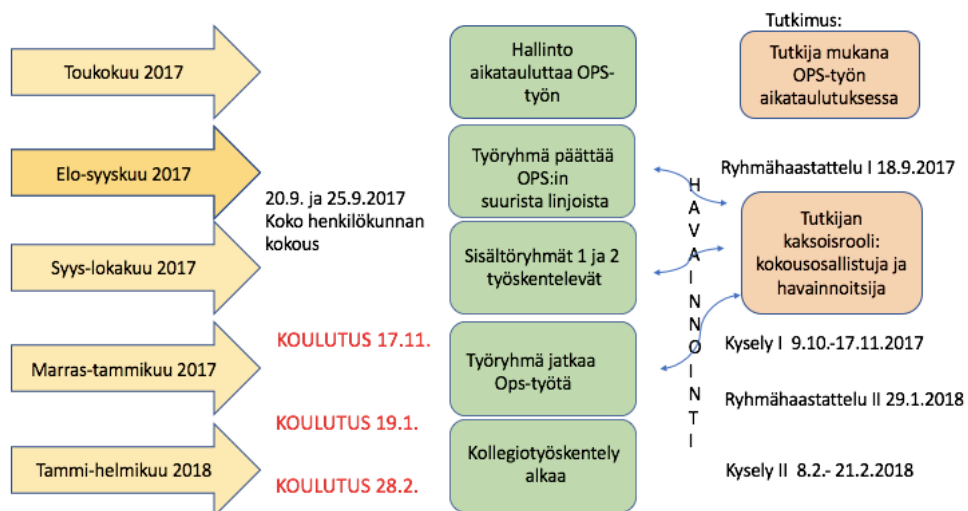 Tutkimus:
Toukokuu 2017
Hallinto
aikatauluttaa OPS-
työn
Tutkija mukana
OPS-työn
aikataulutuksessa
Elo-syyskuu 2017
20.9. ja 25.9.2017
Koko henkilökunnan
kokous
Työryhmä päättää
OPS:in
suurista linjoista
Ryhmähaastattelu I 18.9.2017
Syys-lokakuu 2017
Sisältöryhmät 1 ja 2
työskentelevät
HAVAINNOINTI
Tutkijan
kaksoisrooli:
kokousosallistuja ja
havainnoitsija
Marras-tammikuu 2017
KOULUTUS 17.11.
Työryhmä jatkaa
Ops-työtä
Kysely I 9.10.-17.11.2017
KOULUTUS 19.1.
Ryhmähaastattelu II 29.1.2018
Tammi-helmikuu 2018
KOULUTUS 28.2.
Kollegiotyöskentely
alkaa
Kysely II 8.2.- 21.2.2018